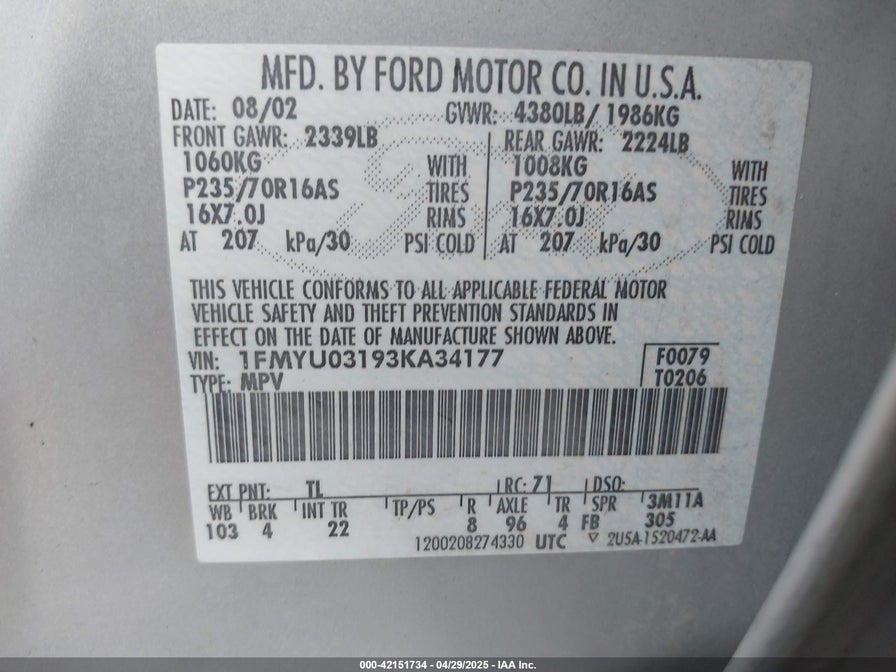 MFD. BY FORD MOTOR CO. IN U.S.A.
DATE: 08/02 GVWR: 4380LB/ 1986KG
FRONT GAWR: 2339LB REAR GAWR: 2224LB
1060KG WITH 1008KG WITH
P235/70R16AS TIRES P235/70R16AS TIRES
16X7.0J RIMS 16X7.0J RIMS
AT 207 kPa/30 PSI COLD AT 207 kPa/30 PSI COLD
THIS VEHICLE CONFORMS TO ALL APPLICABLE FEDERAL MOTOR
VEHICLE SAFETY AND THEFT PREVENTION STANDARDS IN
EFFECT ON THE DATE OF MANUFACTURE SHOWN ABOVE.
VIN: 1FMYU03193KA34177 F0079
TYPE: MPV T0206
EXT PNT: TL RC: 71 DSO:
WB BRK INT TR TP/PS R AXLE TR SPR 3M11A
103 4 22 8 96 4 FB 305
1200208274330 UTC 2U5A-1520472-AA
000-42151734 - 04/29/2025 - IAA Inc.